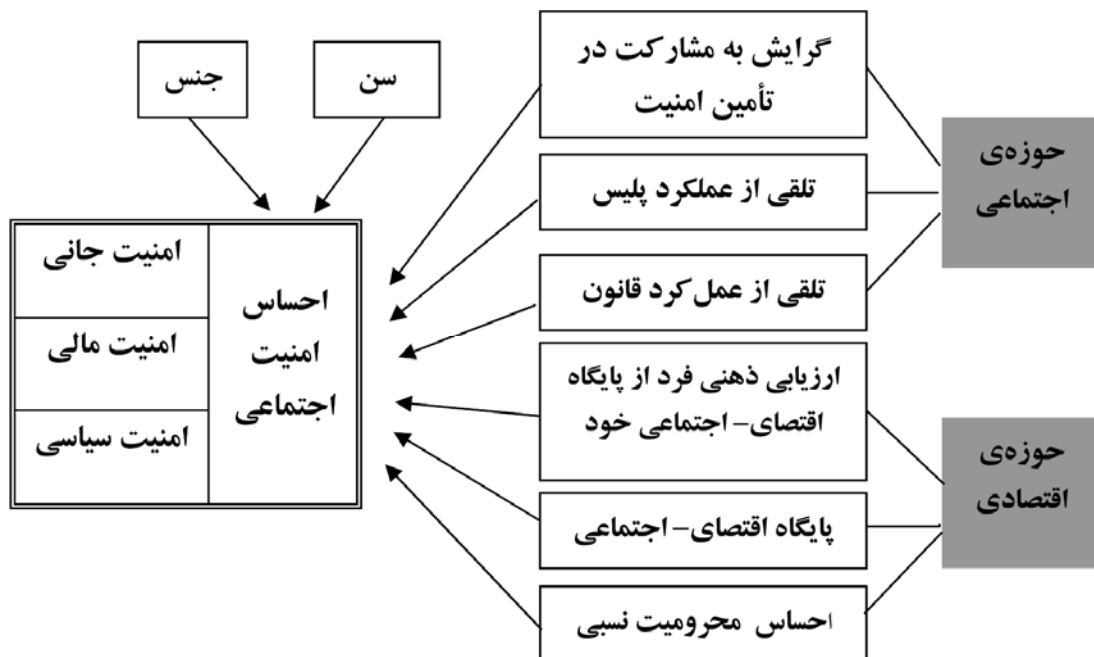 جنس
سن
گرایش به مشارکت در
تأمین امنیت
تلقی از عملکرد پلیس
تلقی از عمل‌کرد قانون
حوزه‌ی
اجتماعی
ارزیابی ذهنی فرد از پایگاه
اقتصای– اجتماعی خود
پایگاه اقتصای– اجتماعی
احساس محرومیت نسبی
حوزه‌ی
اقتصادی
احساس
امنیت
اجتماعی
امنیت جانی
امنیت مالی
امنیت سیاسی